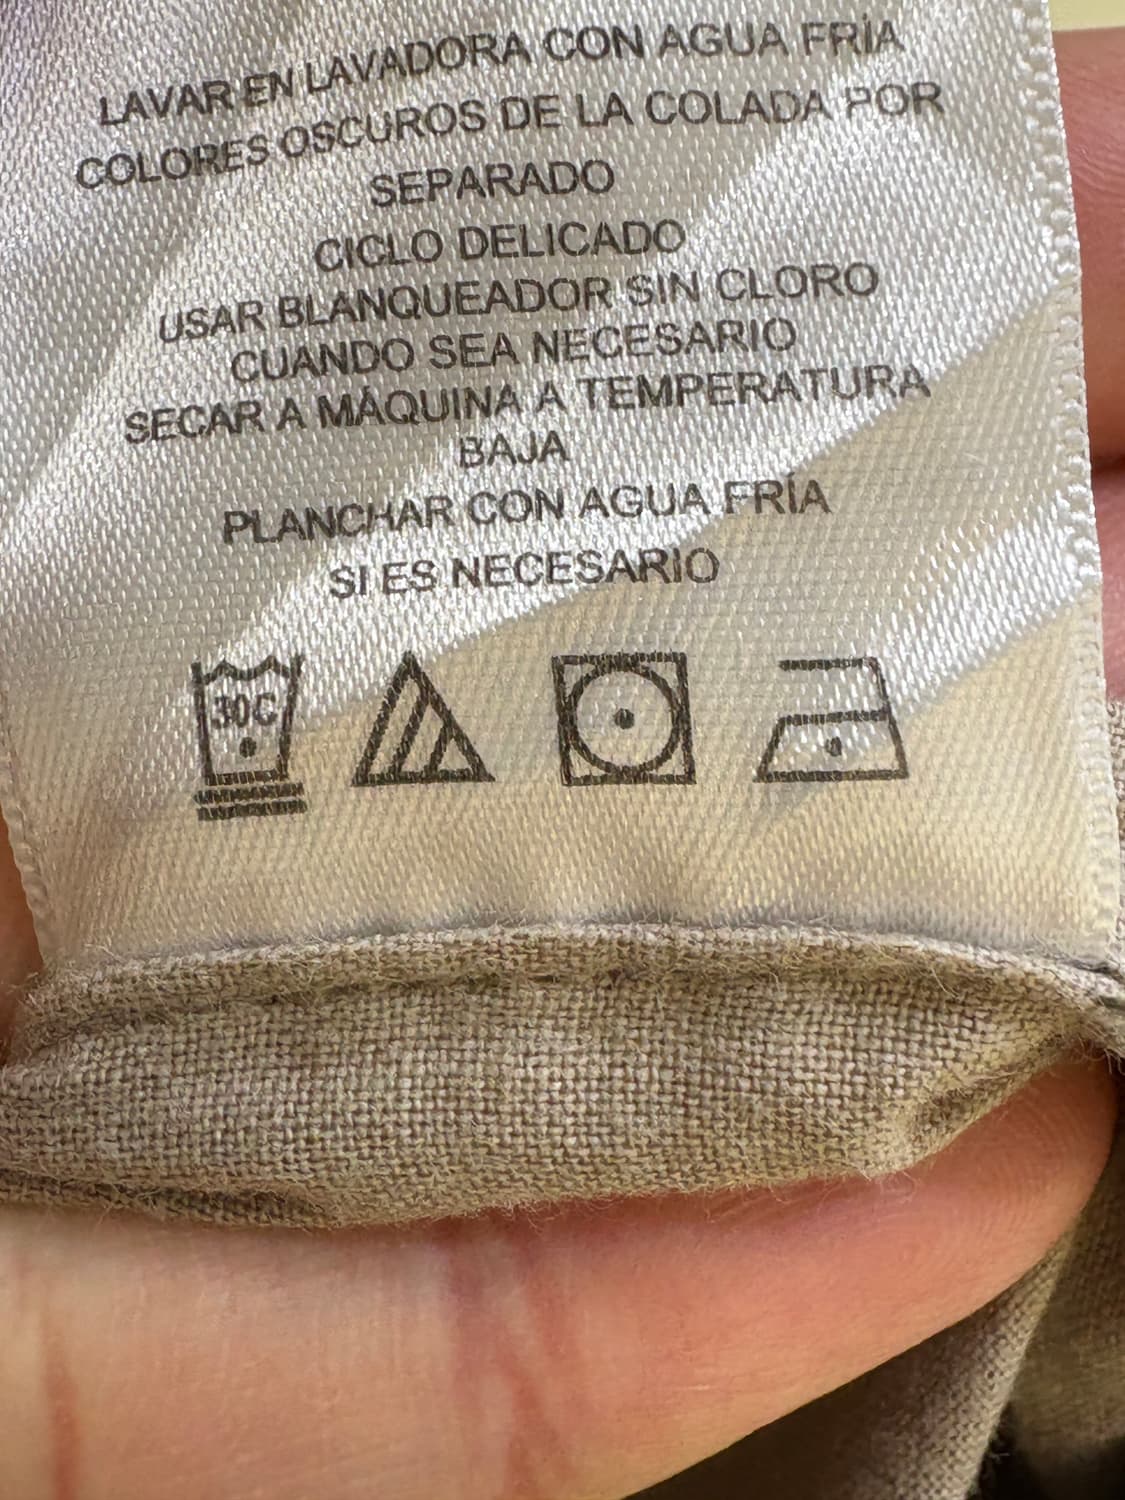 LAVAR EN LAVADORA CON AGUA FRÍA
COLORES OSCUROS DE LA COLADA POR
SEPARADO
CICLO DELICADO
USAR BLANQUEADOR SIN CLORO
CUANDO SEA NECESARIO
SECAR A MÁQUINA A TEMPERATURA
BAJA
PLANCHAR CON AGUA FRÍA
SI ES NECESARIO
30C